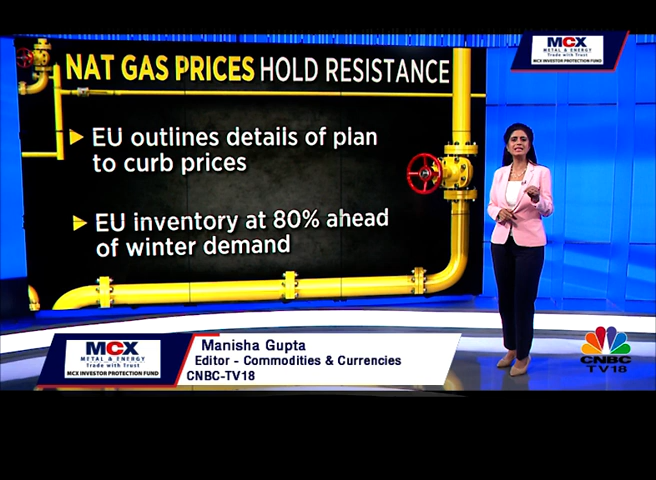 MCX
METAL & ENERGY
Trade with Trust
MCX INVESTOR PROTECTION FUND
NAT GAS PRICES HOLD RESISTANCE
EU outlines details of plan
to curb prices
EU inventory at 80% ahead
of winter demand
MCX
METAL & ENERGY
Trade with Trust
MCX INVESTOR PROTECTION FUND
Manisha Gupta
Editor - Commodities & Currencies
CNBC-TV18
CNBC
TV18